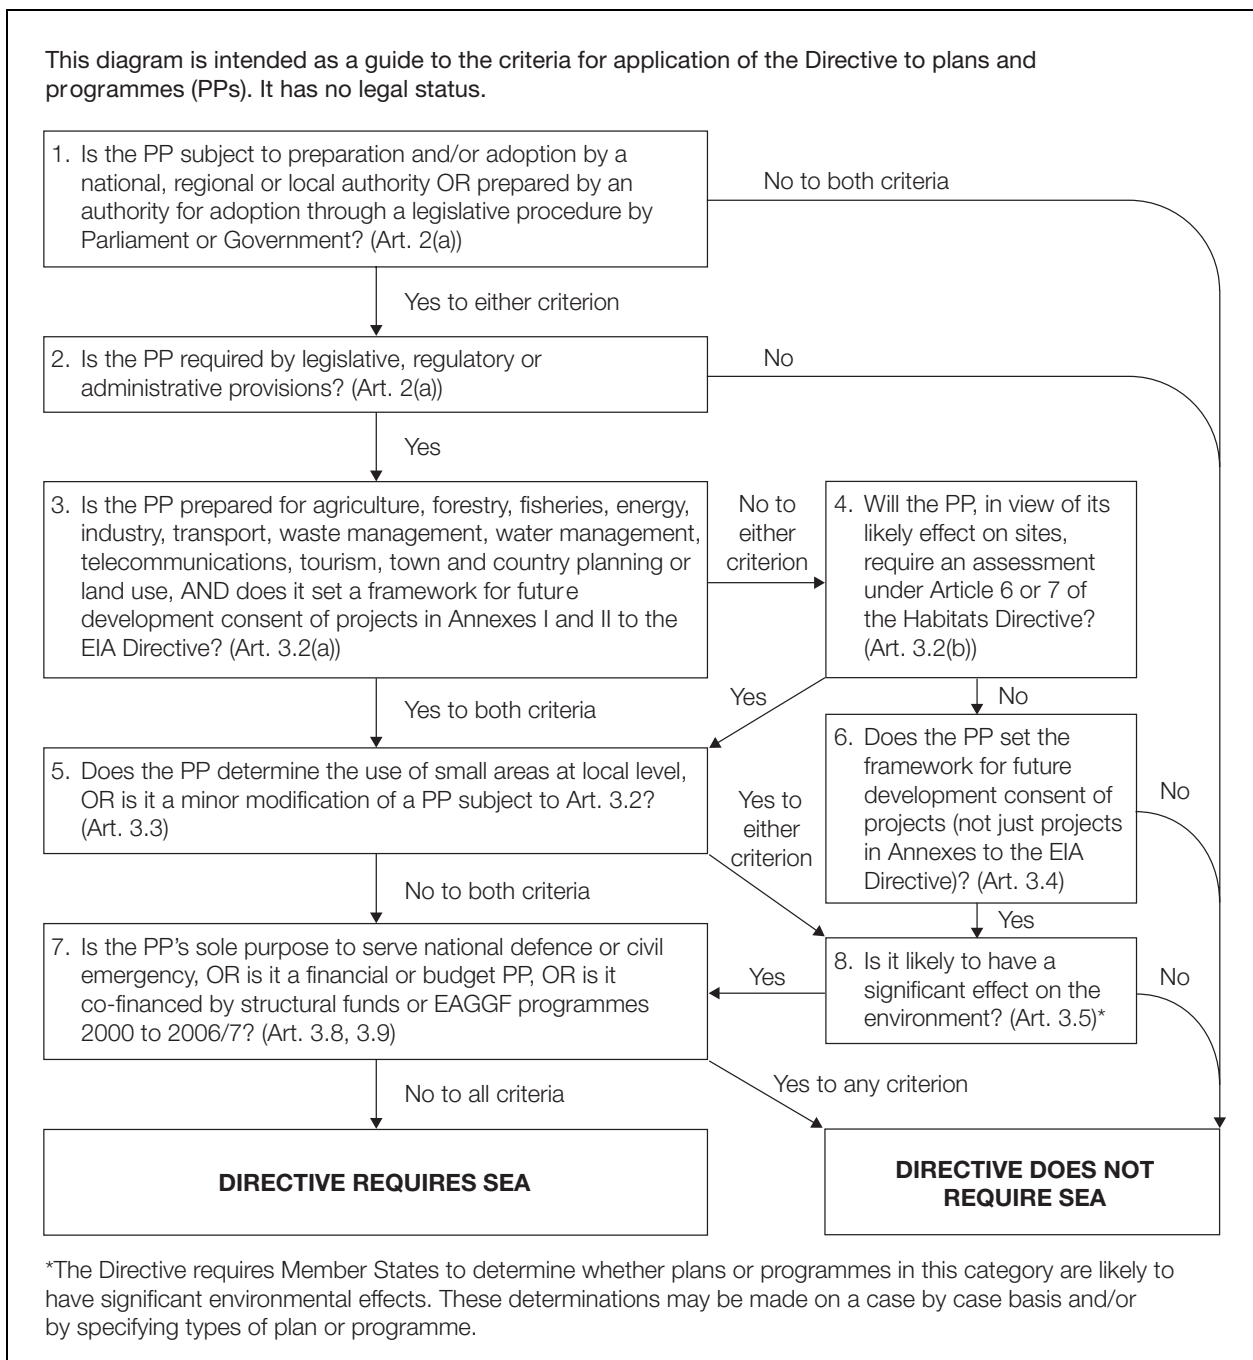 This diagram is intended as a guide to the criteria for application of the Directive to plans and
programmes (PPs). It has no legal status.
1. Is the PP subject to preparation and/or adoption by a
national, regional or local authority OR prepared by an
authority for adoption through a legislative procedure by
Parliament or Government? (Art. 2(a))
No to both criteria
Yes to either criterion
2. Is the PP required by legislative, regulatory or
administrative provisions? (Art. 2(a))
No
Yes
3. Is the PP prepared for agriculture, forestry, fisheries, energy,
industry, transport, waste management, water management,
telecommunications, tourism, town and country planning or
land use, AND does it set a framework for future
development consent of projects in Annexes I and II to the
EIA Directive? (Art. 3.2(a))
No to
either
criterion
4. Will the PP, in view of its
likely effect on sites,
require an assessment
under Article 6 or 7 of
the Habitats Directive?
(Art. 3.2(b))
Yes to both criteria
Yes
No
5. Does the PP determine the use of small areas at local level,
OR is it a minor modification of a PP subject to Art. 3.2?
(Art. 3.3)
Yes to
either
criterion
6. Does the PP set the
framework for future
development consent of
projects (not just projects
in Annexes to the EIA
Directive)? (Art. 3.4)
No
No to both criteria
Yes
7. Is the PP's sole purpose to serve national defence or civil
emergency, OR is it a financial or budget PP, OR is it
co-financed by structural funds or EAGGF programmes
2000 to 2006/7? (Art. 3.8, 3.9)
Yes
8. Is it likely to have a
significant effect on the
environment? (Art. 3.5)*
No
No to all criteria
Yes to any criterion
DIRECTIVE REQUIRES SEA
DIRECTIVE DOES NOT
REQUIRE SEA
*The Directive requires Member States to determine whether plans or programmes in this category are likely to
have significant environmental effects. These determinations may be made on a case by case basis and/or
by specifying types of plan or programme.